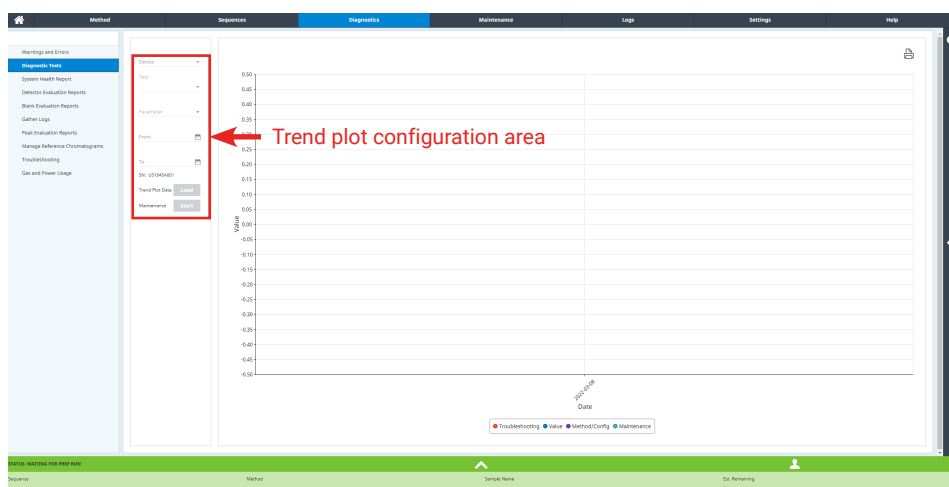 Method Sequences Diagnostics Maintenance Logs Settings Help
Warnings and Errors
Diagnostic Tests
System Health Report
Detector Evaluation Reports
Blank Evaluation Reports
Gather Logs
Peak Evaluation Reports
Manage Reference Chromatograms
Troubleshooting
Gas and Power Usage
Device
Test
Parameter
From
To
SN: US1845A001
Trend Plot Data Load
Maintenance Start
Trend plot configuration area
Value
0.50
0.45
0.40
0.35
0.30
0.20
0.15
0.10
0.05
0.00
-0.05
-0.10
-0.15
-0.20
-0.25
-0.30
-0.35
-0.40
-0.45
-0.50
2022-03-08
Date
Troubleshooting Value Method/Config Maintenance
STATUS: WAITING FOR PREP RUN
Sequence Method Sample Name Est. Remaining